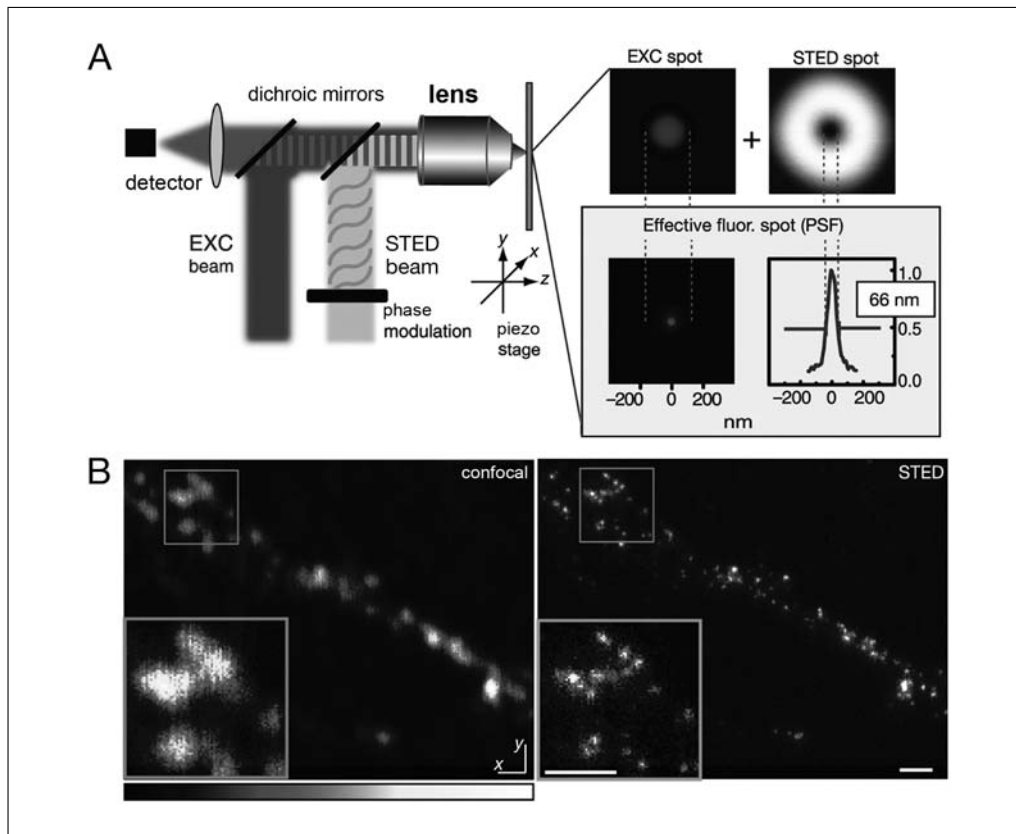 A
dichroic mirrors
lens
detector
EXC
beam
STED
beam
phase
modulation
y
x
z
piezo
stage
EXC spot
STED spot
+
Effective fluor. spot (PSF)
1.0
66 nm
0.5
0.0
−200 0 200
−200 0 200
nm
B
confocal
STED
y
x